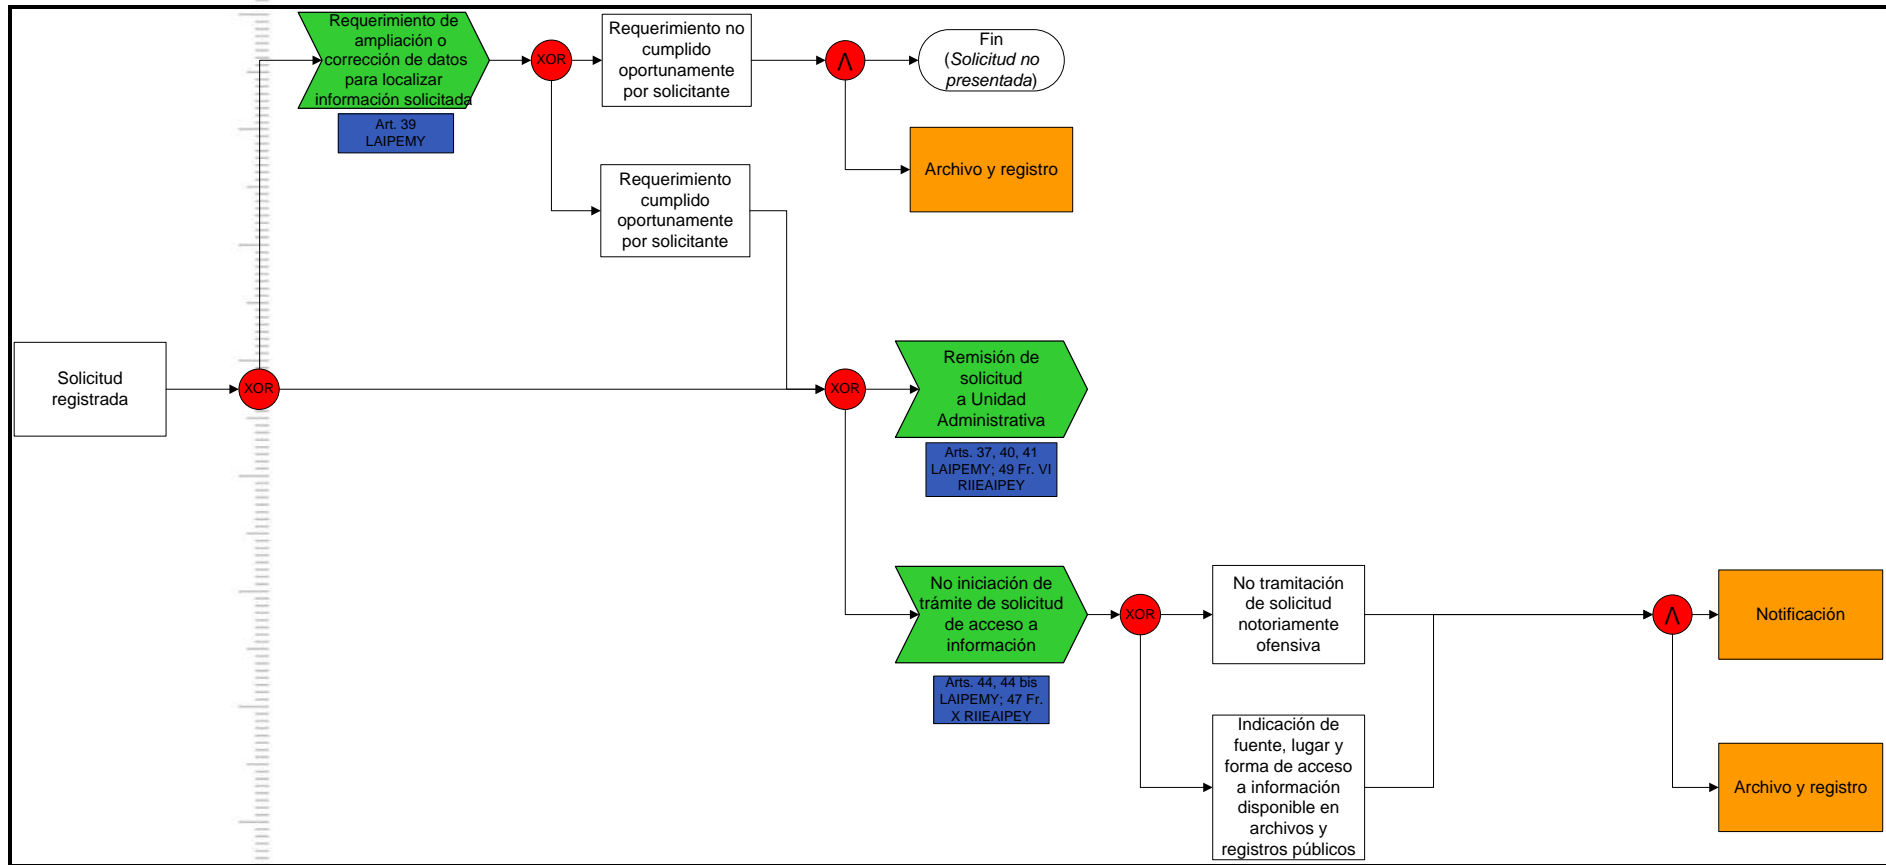 Requerimiento de
ampliación o
corrección de datos
para localizar
información solicitada
Art. 39
LAIPEMY
XOR
Requerimiento no
cumplido
oportunamente
por solicitante
Λ
Fin
(Solicitud no
presentada)
Archivo y registro
Requerimiento
cumplido
oportunamente
por solicitante
Solicitud
registrada
XOR
XOR
Remisión de
solicitud
a Unidad
Administrativa
Arts. 37, 40, 41
LAIPEMY; 49 Fr. VI
RIIEAIPEY
No iniciación de
trámite de solicitud
de acceso a
información
Arts. 44, 44 bis
LAIPEMY; 47 Fr.
X RIIEAIPEY
XOR
No tramitación
de solicitud
notoriamente
ofensiva
Λ
Notificación
Indicación de
fuente, lugar y
forma de acceso
a información
disponible en
archivos y
registros públicos
Archivo y registro